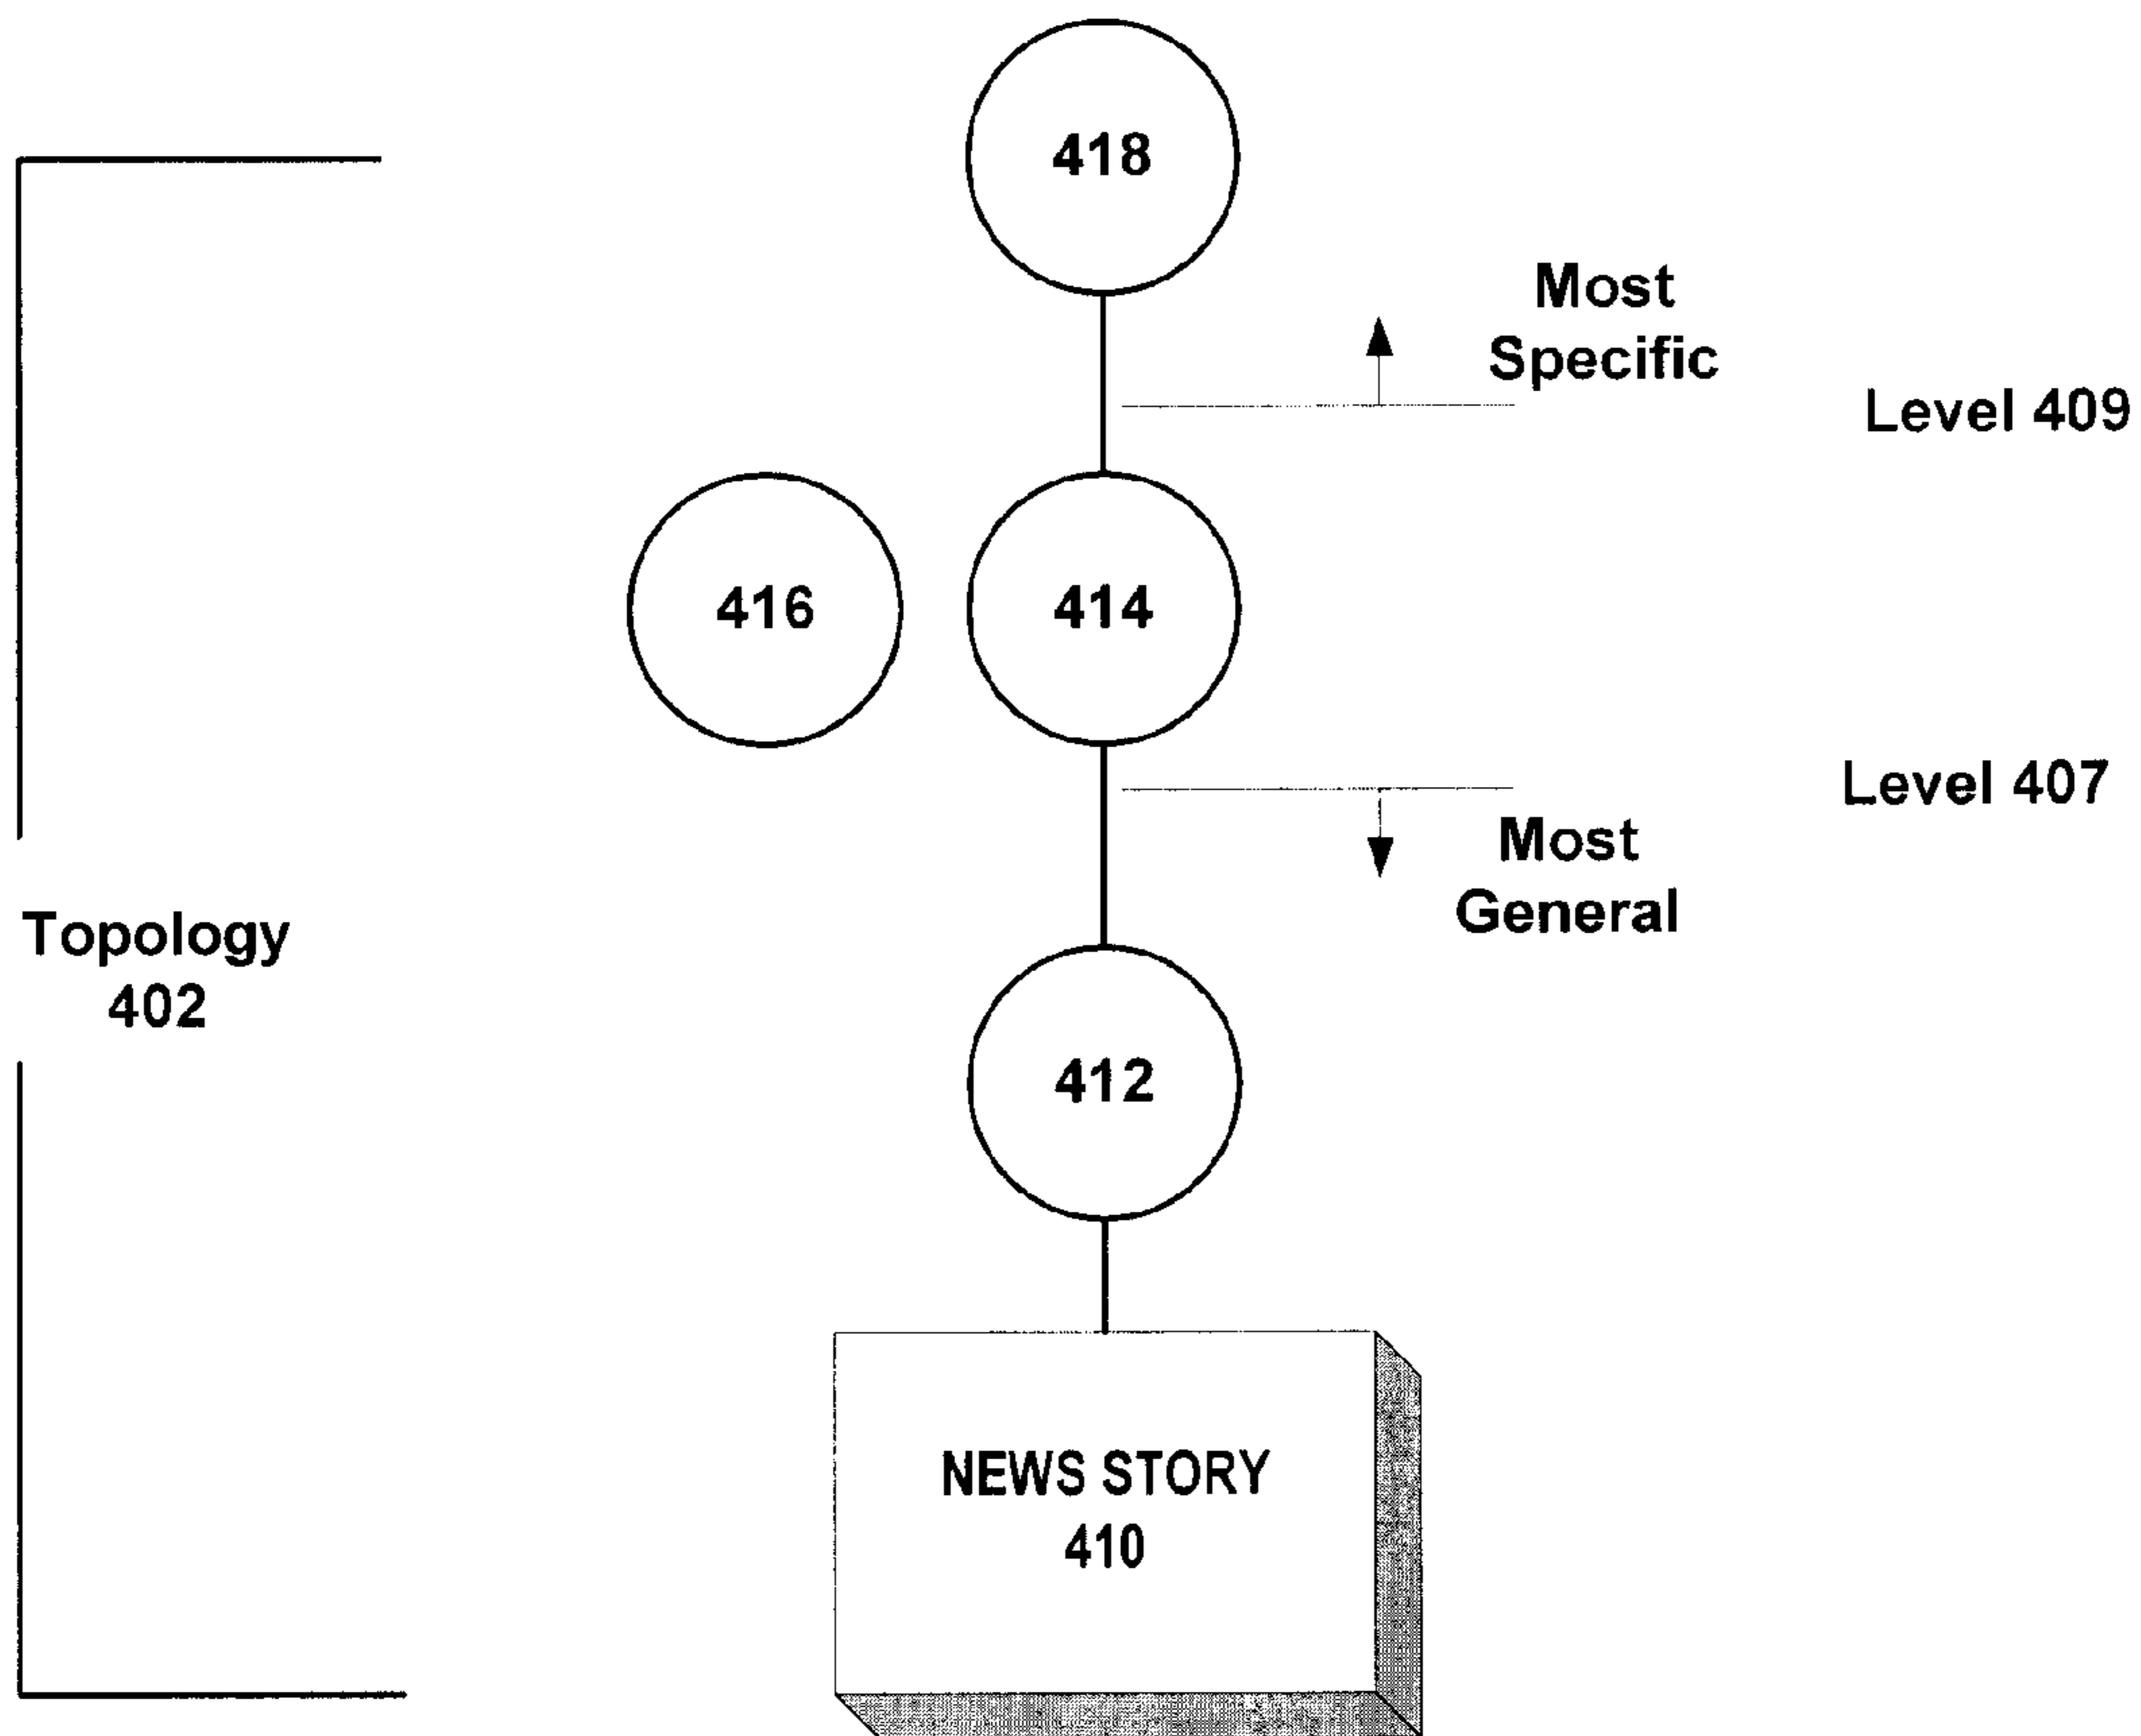 418
Most
Specific
Level 409
416
414
Level 407
Most
General
Topology
402
412
NEWS STORY
410